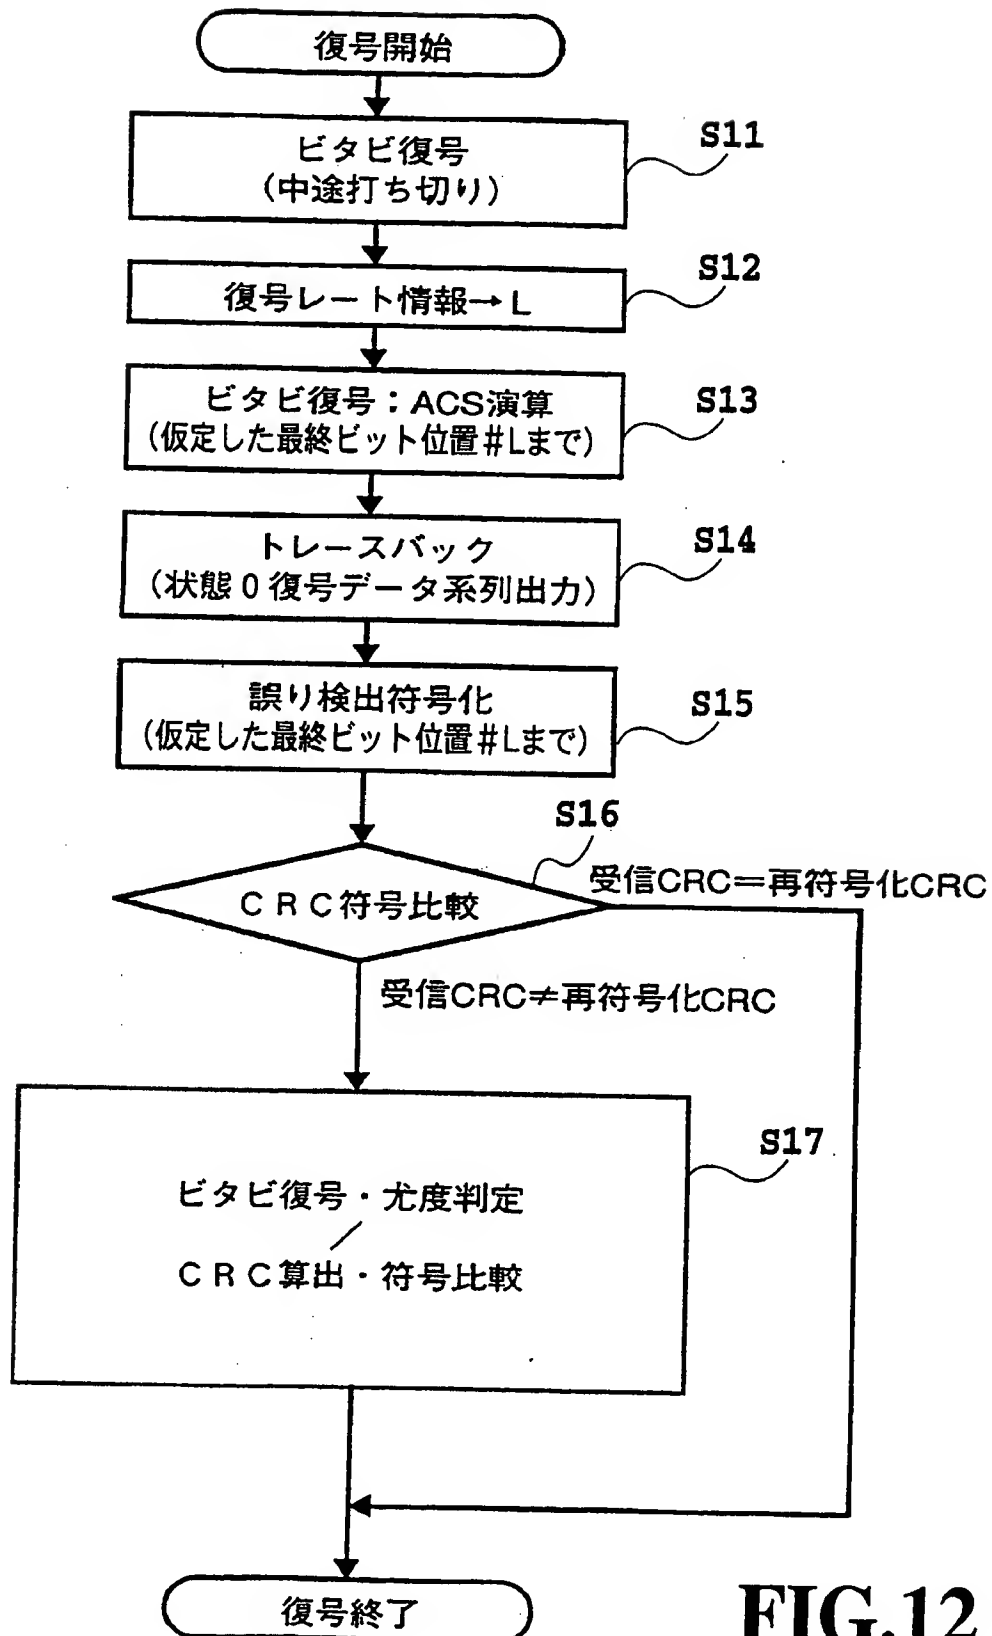 復号開始
ビタビ復号
（中途打ち切り）
S11
復号レート情報→L
S12
ビタビ復号：ACS演算
（仮定した最終ビット位置＃Lまで）
S13
トレースバック
（状態０復号データ系列出力）
S14
誤り検出符号化
（仮定した最終ビット位置＃Lまで）
S15
S16
ＣＲＣ符号比較
受信CRC＝再符号化CRC
受信CRC≠再符号化CRC
S17
ビタビ復号・尤度判定
／
ＣＲＣ算出・符号比較
復号終了
FIG.12